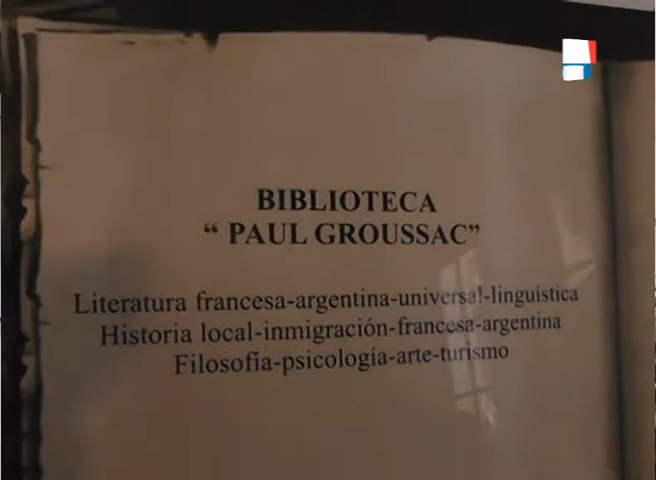 BIBLIOTECA
“ PAUL GROUSSAC”
Literatura francesa-argentina-universal-linguistica
Historia local-inmigración-francesa-argentina
Filosofía-psicología-arte-turismo